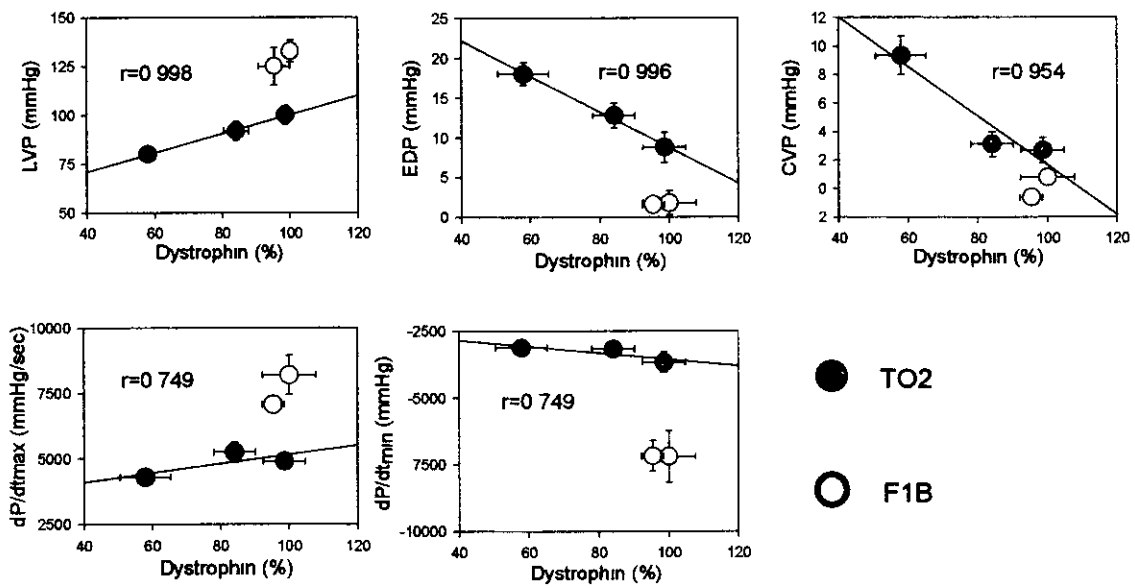 150
125
100
75
50
LVP (mmHg)
r=0 998
40 60 80 100 120
Dystrophin (%)
25
20
15
10
5
0
EDP (mmHg)
r=0 996
40 60 80 100 120
Dystrophin (%)
12
10
8
6
4
2
0
2
CVP (mmHg)
r=0 954
40 60 80 100 120
Dystrophin (%)
10000
7500
5000
2500
dP/dtmax (mmHg/sec)
r=0 749
40 60 80 100 120
Dystrophin (%)
-2500
-5000
-7500
-10000
dP/dtmin (mmHg)
r=0 749
40 60 80 100 120
Dystrophin (%)
TO2
F1B